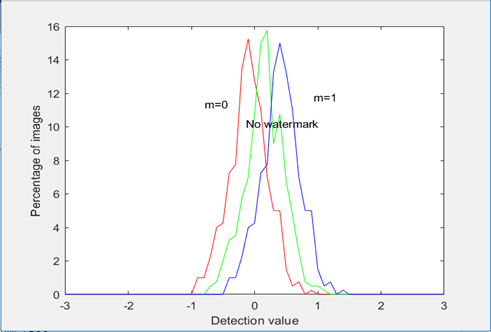 16
14
12
10
8
6
4
2
0
Percentage of images
m=0
m=1
No watermark
-3 -2 -1 0 1 2 3
Detection value